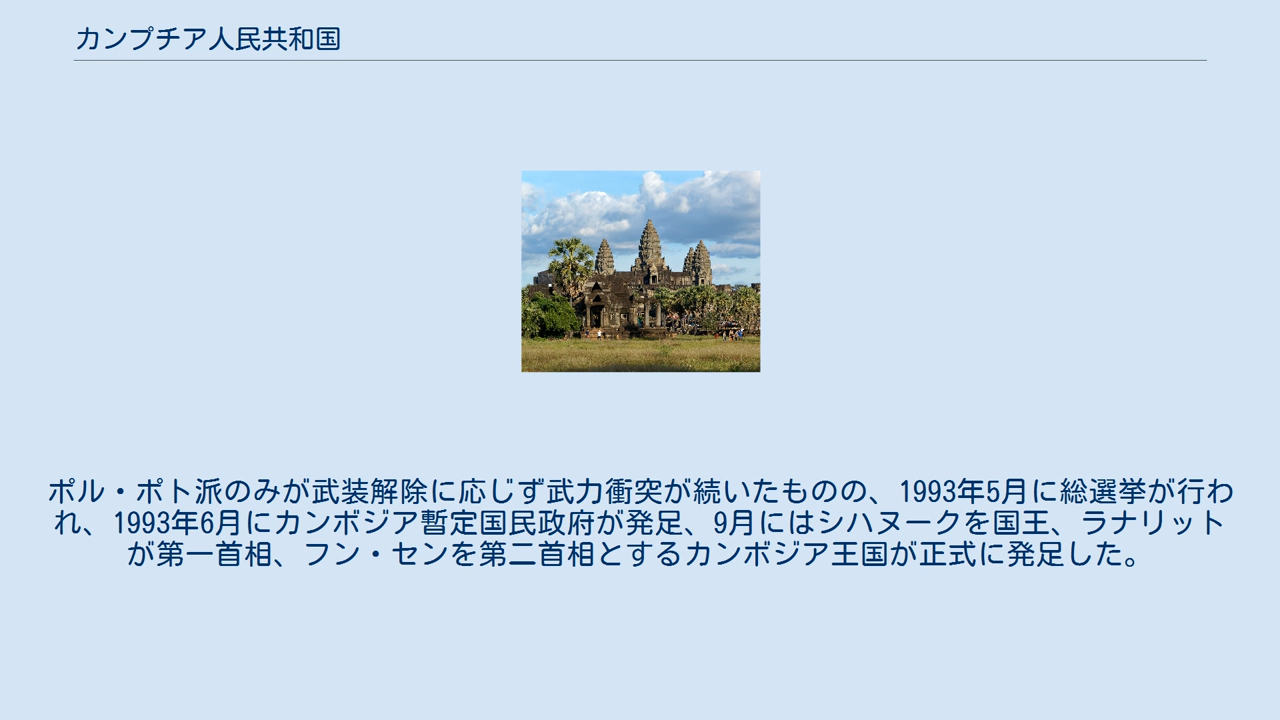 カンプチア人民共和国
ポル・ポト派のみが武装解除に応じず武力衝突が続いたものの、1993年5月に総選挙が行わ
れ、1993年6月にカンボジア暫定国民政府が発足、9月にはシハヌークを国王、ラナリット
が第一首相、フン・センを第二首相とするカンボジア王国が正式に発足した。